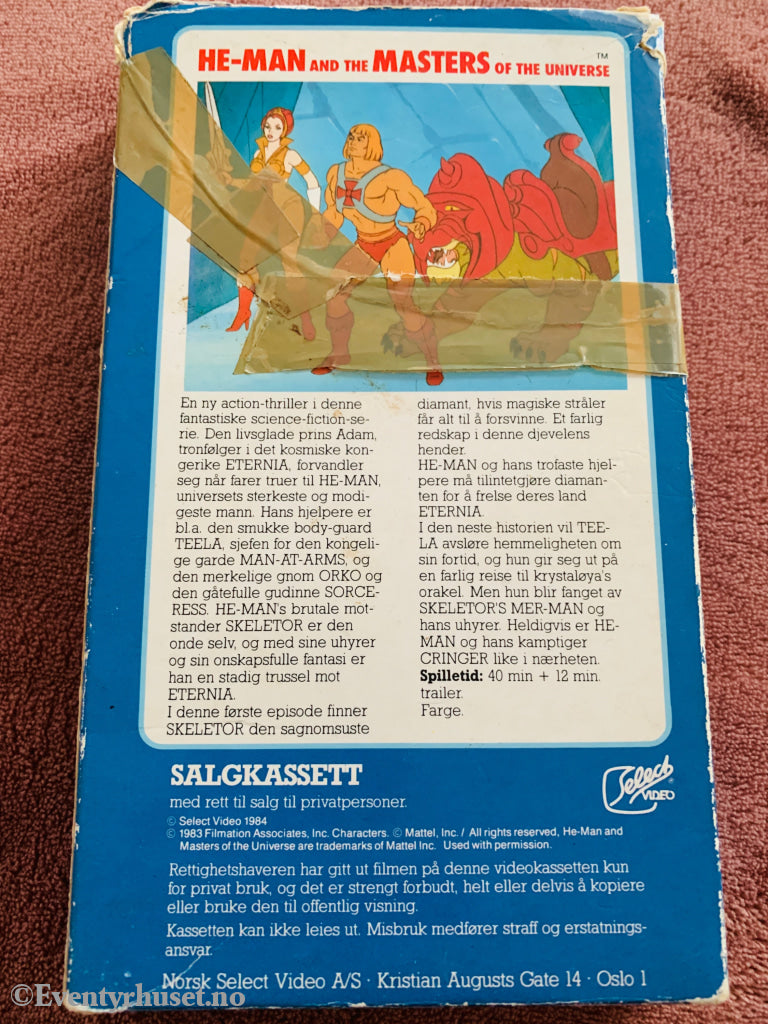 HE-MAN AND THE MASTERS OF THE UNIVERSE ™
En ny action-thriller i denne
fantastiske science-fiction-se-
rie. Den livsglade prins Adam,
tronfølger i det kosmiske kon-
gerike ETERNIA, forvandler
seg når farer truer til HE-MAN,
universets sterkeste og modi-
geste mann. Hans hjelpere er
bl.a. den smukke body-guard
TEELA, sjefen for den kongeli-
ge garde MAN-AT-ARMS, og
den merkelige gnom ORKO og
den gåtefulle gudinne SORCE-
RESS. HE-MAN's brutale mot-
stander SKELETOR er den
onde selv, og med sine uhyrer
og sin onskapsfulle fantasi er
han en stadig trussel mot
ETERNIA.
I denne første episode finner
SKELETOR den sagnomsuste
diamant, hvis magiske stråler
får alt til å forsvinne. Et farlig
redskap i denne djevelens
hender.
HE-MAN og hans trofaste hjel-
pere må tilintetgjøre diaman-
ten for å frelse deres land
ETERNIA.
I den neste historien vil TEE-
LA avsløre hemmeligheten om
sin fortid, og hun gir seg ut på
en farlig reise til krystaløya's
orakel. Men hun blir fanget av
SKELETOR'S MER-MAN og
hans uhyrer. Heldigvis er HE-
MAN og hans kamptiger
CRINGER like i nærheten.
Spilletid: 40 min + 12 min.
trailer.
Farge.
SALGKASSETT
med rett til salg til privatpersoner.
Select VIDEO ®
© Select Video 1984
© 1983 Filmation Associates, Inc. Characters. © Mattel, Inc. / All rights reserved, He-Man and
Masters of the Universe are trademarks of Mattel Inc. Used with permission.
Rettighetshaveren har gitt ut filmen på denne videokassetten kun
for privat bruk, og det er strengt forbudt, helt eller delvis å kopiere
eller bruke den til offentlig visning.
Kassetten kan ikke leies ut. Misbruk medfører straff og erstatnings-
ansvar.
Norsk Select Video A/S · Kristian Augusts Gate 14 · Oslo 1
©Eventyrhuset.no